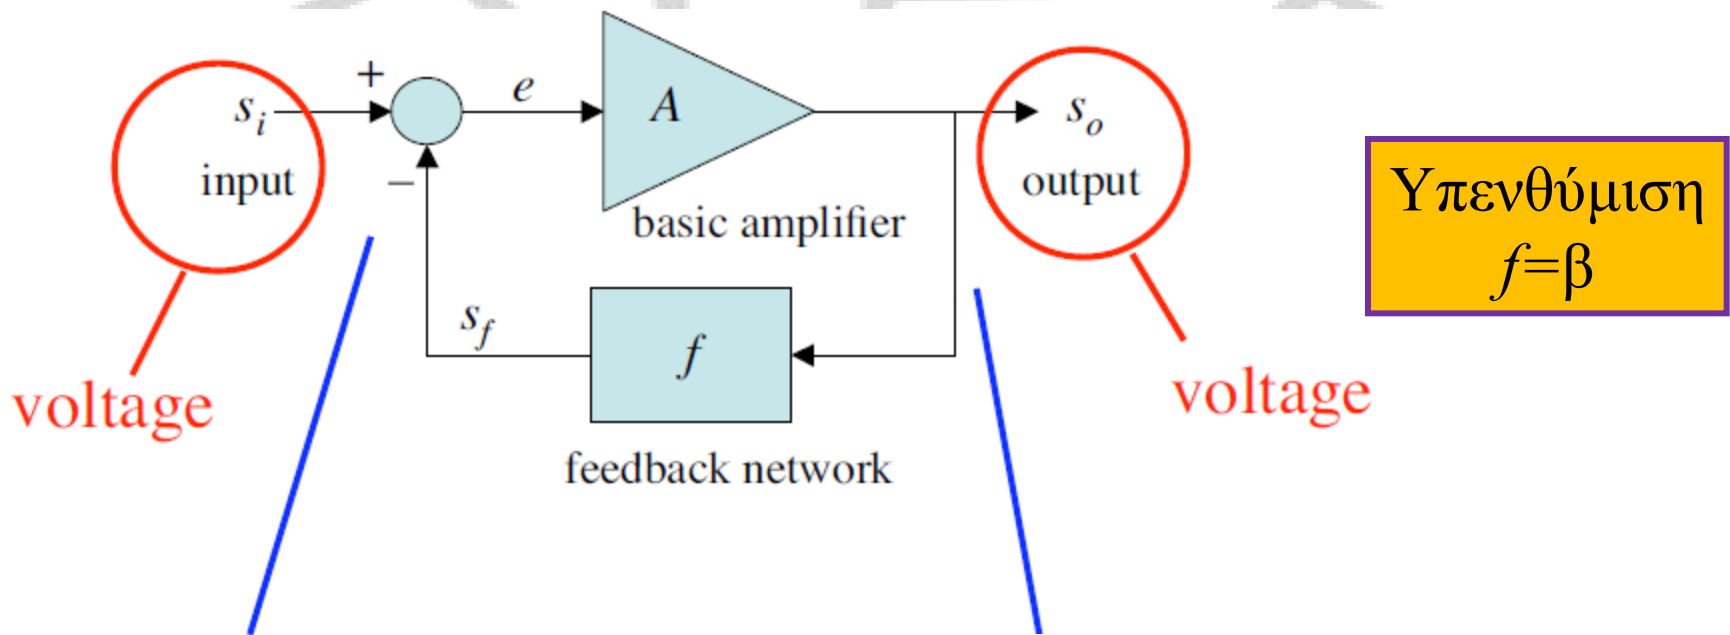 +
e
A
s_i
s_o
input
output
–
basic amplifier
s_f
f
feedback network
voltage
voltage
Υπενθύμιση
f=β